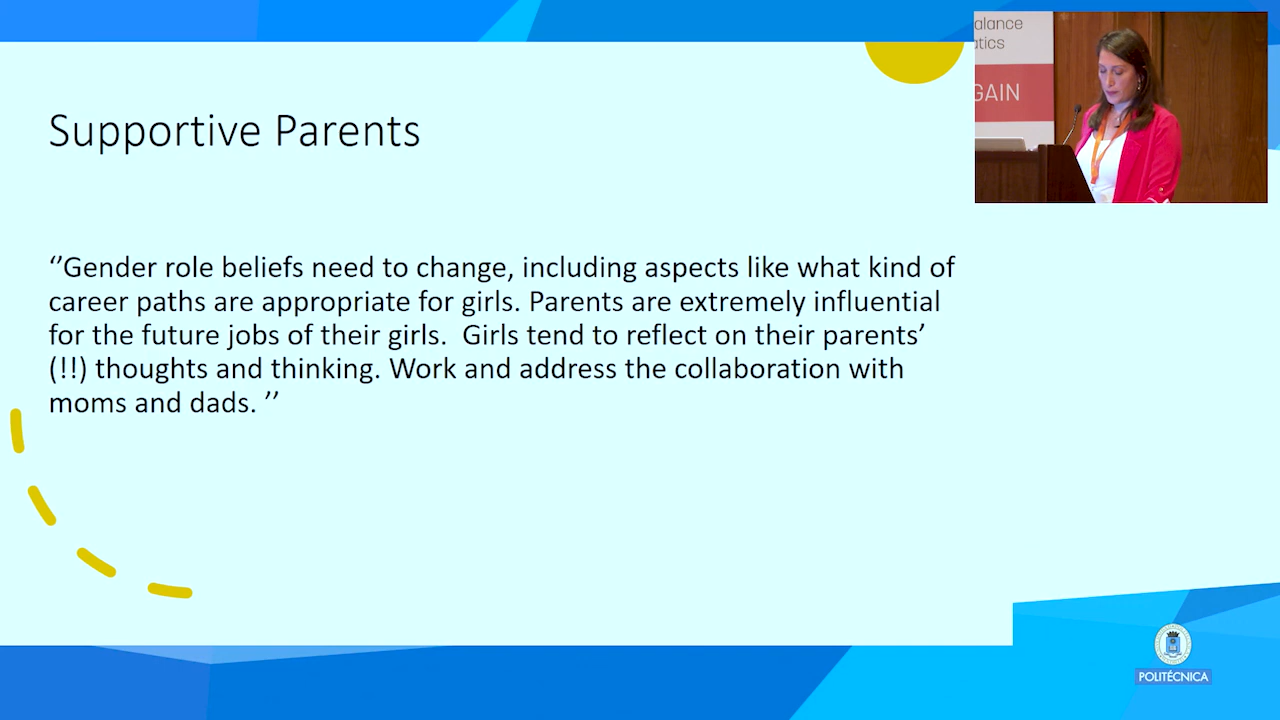 Supportive Parents
‘’Gender role beliefs need to change, including aspects like what kind of
career paths are appropriate for girls. Parents are extremely influential
for the future jobs of their girls.  Girls tend to reflect on their parents’
(!!) thoughts and thinking. Work and address the collaboration with
moms and dads. ’’
alance
atics
GAIN
POLITÉCNICA